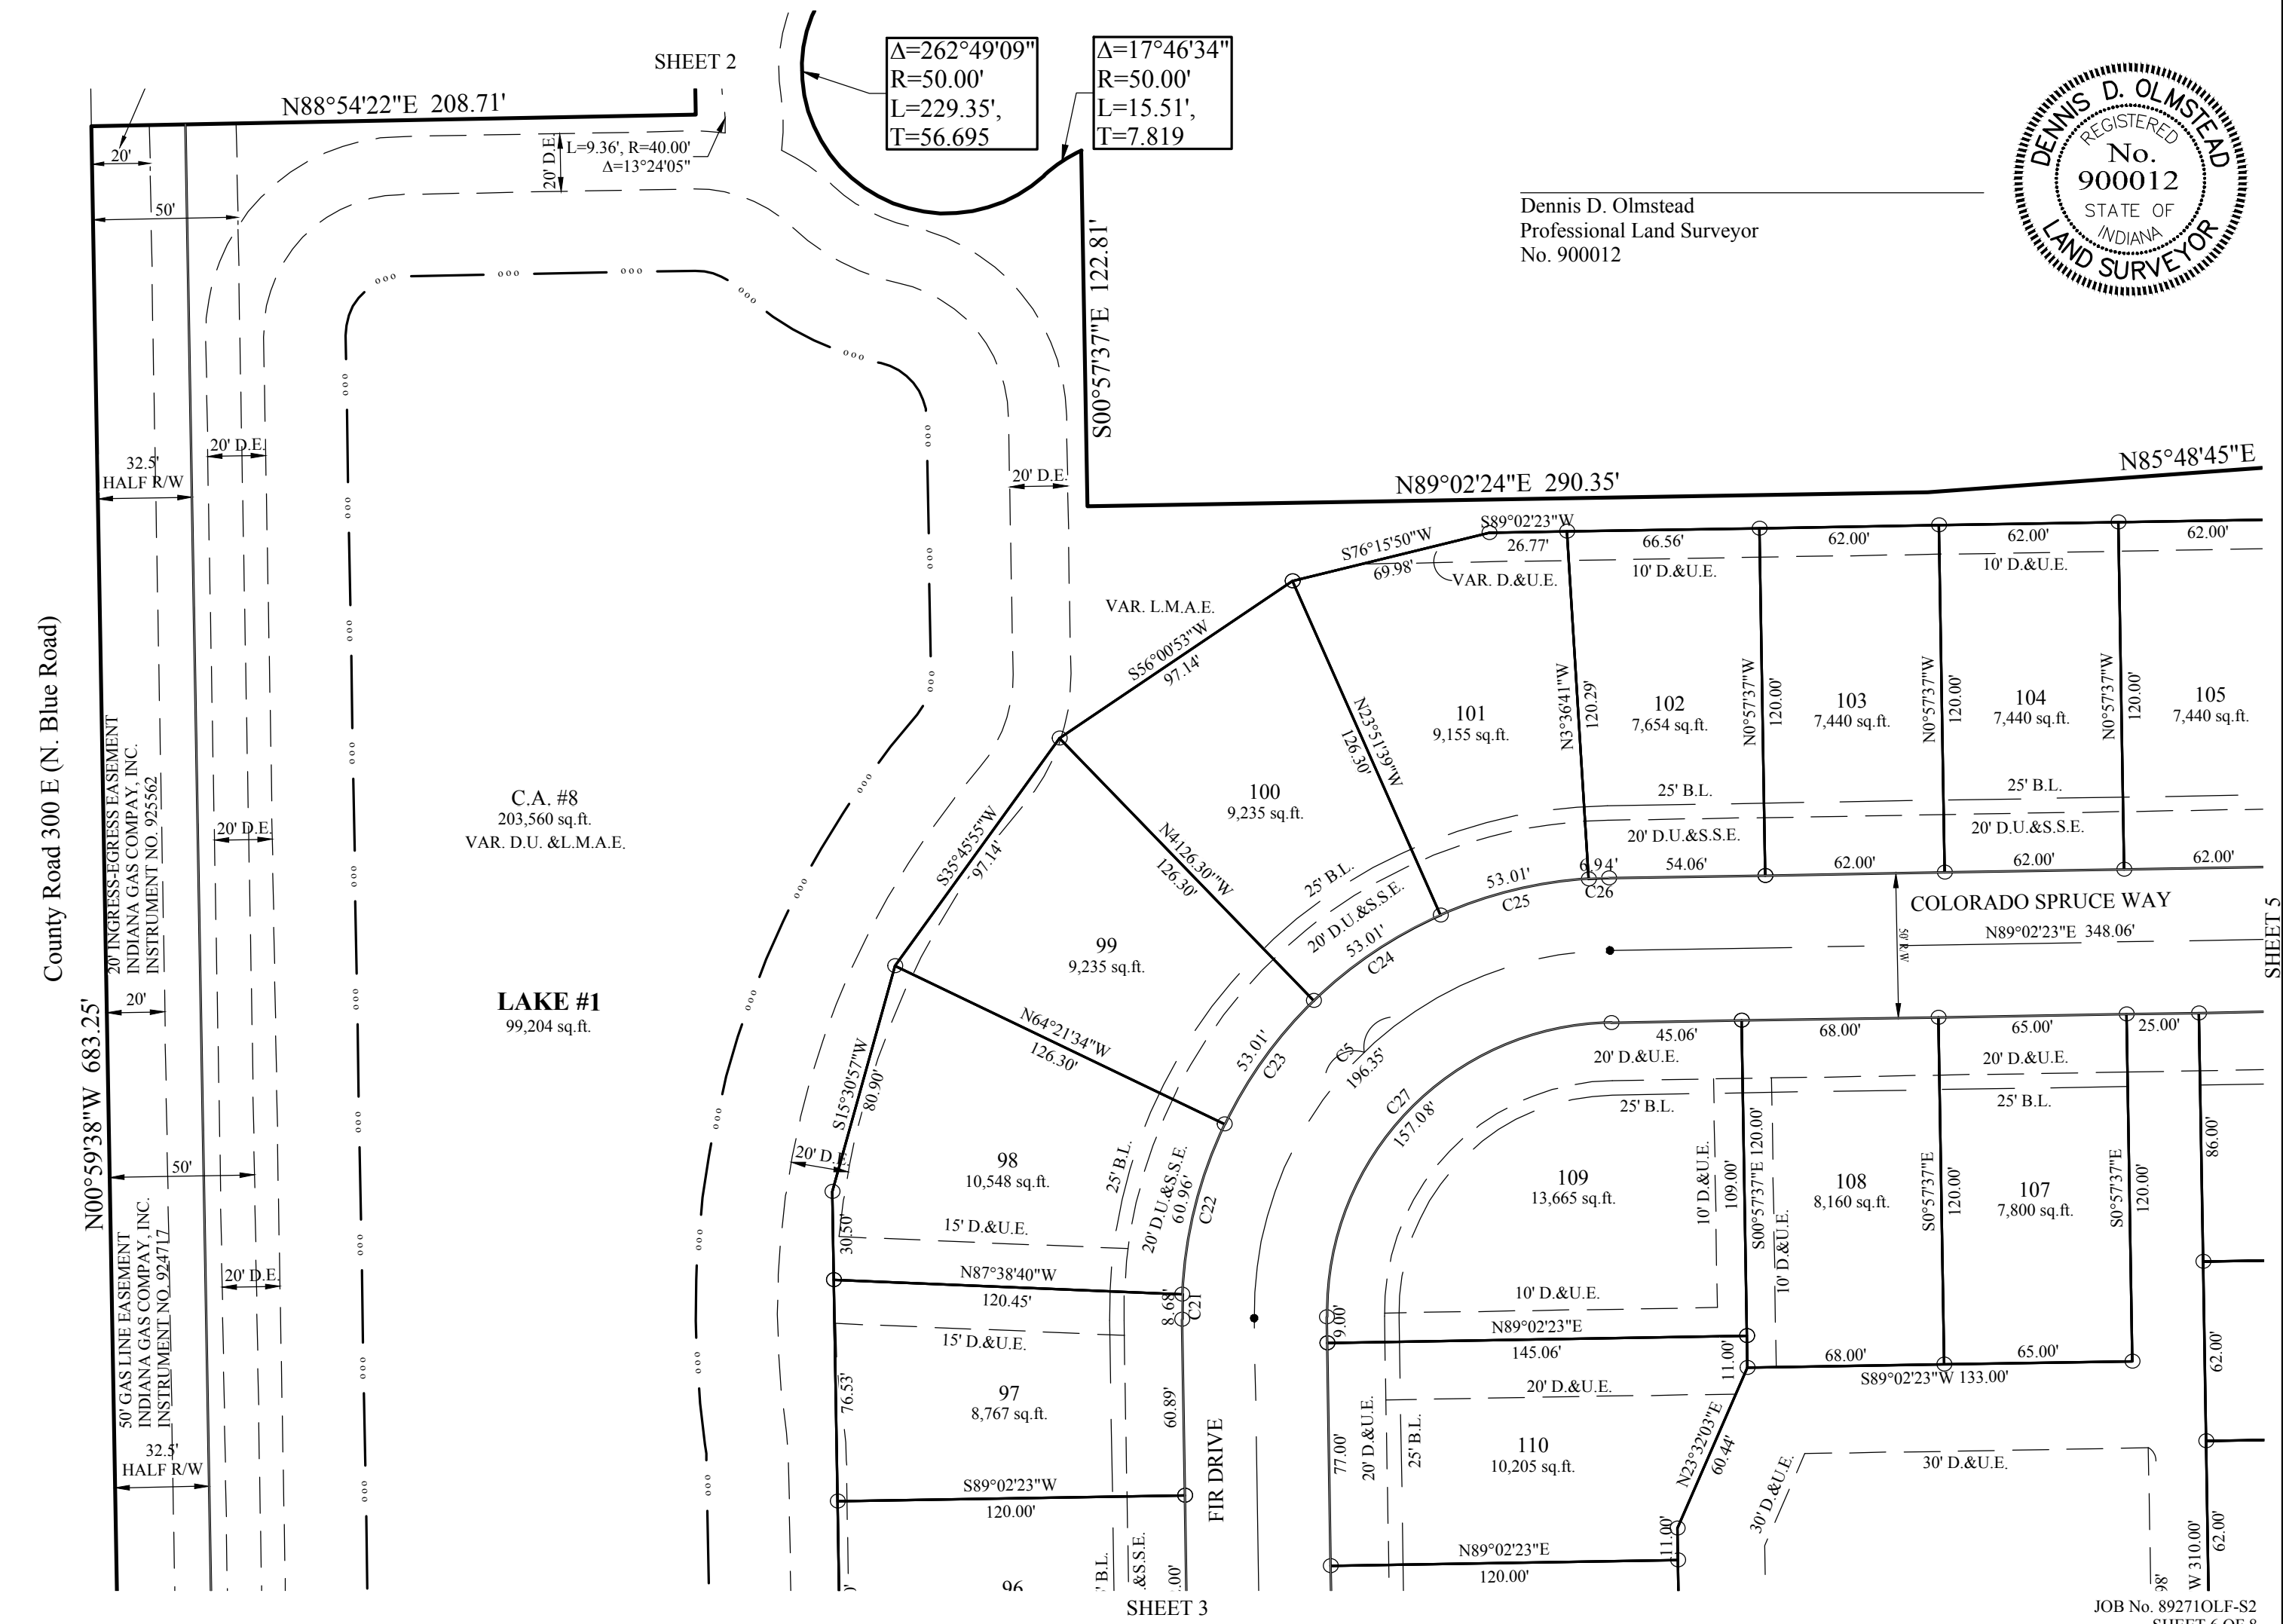 SHEET 2
N88°54'22"E 208.71'
Δ=262°49'09"
R=50.00'
L=229.35',
T=56.695
Δ=17°46'34"
R=50.00'
L=15.51',
T=7.819
20'
50'
20' D.E.
L=9.36', R=40.00'
Δ=13°24'05"
S00°57'37"E 122.81'
Dennis D. Olmstead
Professional Land Surveyor
No. 900012
DENNIS D. OLMSTEAD
REGISTERED
No.
900012
STATE OF
INDIANA
LAND SURVEYOR
20' D.E.
32.5'
HALF R/W
20' D.E.
N89°02'24"E 290.35'
N85°48'45"E
S89°02'23"W
26.77'
S76°15'50"W
69.98'
VAR. D.&U.E.
66.56'
10' D.&U.E.
62.00'
62.00'
10' D.&U.E.
62.00'
VAR. L.M.A.E.
S56°00'53"W
97.14'
County Road 300 E (N. Blue Road)
N00°59'38"W 683.25'
20' INGRESS-EGRESS EASEMENT
INDIANA GAS COMPAY, INC.
INSTRUMENT NO. 925562
C.A. #8
203,560 sq.ft.
VAR. D.U. &L.M.A.E.
20' D.E.
S35°45'55"W
97.14'
100
9,235 sq.ft.
N23°51'39"W
126.30'
101
9,155 sq.ft.
N3°36'41"W
120.29'
102
7,654 sq.ft.
N0°57'37"W
120.00'
103
7,440 sq.ft.
N0°57'37"W
120.00'
104
7,440 sq.ft.
N0°57'37"W
120.00'
105
7,440 sq.ft.
25' B.L.
20' D.U.&S.S.E.
25' B.L.
20' D.U.&S.S.E.
N4126.30'"W
126.30'
25' B.L.
20' D.U.&S.S.E.
53.01'
C24
53.01'
C25
6.94'
C26
54.06'
62.00'
62.00'
62.00'
COLORADO SPRUCE WAY
N89°02'23"E 348.06'
50' R/W
SHEET 5
99
9,235 sq.ft.
LAKE #1
99,204 sq.ft.
20'
N64°21'34"W
126.30'
53.01'
C23
C5
196.35'
S15°30'57"W
80.90'
C27
157.08'
45.06'
20' D.&U.E.
25' B.L.
68.00'
65.00'
20' D.&U.E.
25' B.L.
25.00'
86.00'
50'
20' D.E.
98
10,548 sq.ft.
25' B.L.
20' D.U.&S.S.E.
60.96'
C22
30.50'
15' D.&U.E.
109
13,665 sq.ft.
10' D.&U.E.
109.00'
S00°57'37"E 120.00'
10' D.&U.E.
108
8,160 sq.ft.
S0°57'37"E
120.00'
107
7,800 sq.ft.
S0°57'37"E
120.00'
50' GAS LINE EASEMENT
INDIANA GAS COMPAY, INC.
INSTRUMENT NO. 924717
20' D.E.
N87°38'40"W
120.45'
8.68'
C21
15' D.&U.E.
10' D.&U.E.
9.00'
N89°02'23"E
145.06'
11.00'
68.00'
65.00'
S89°02'23"W 133.00'
62.00'
76.53'
97
8,767 sq.ft.
60.89'
FIR DRIVE
77.00'
20' D.&U.E.
25' B.L.
20' D.&U.E.
110
10,205 sq.ft.
N23°32'03"E
60.44'
30' D.&U.E.
30' D.&U.E.
32.5'
HALF R/W
S89°02'23"W
120.00'
11.00'
N89°02'23"E
120.00'
W 310.00'
62.00'
98'
96
' B.L.
.&S.S.E.
.00'
SHEET 3
JOB No. 89271OLF-S2
SHEET 6 OF 8